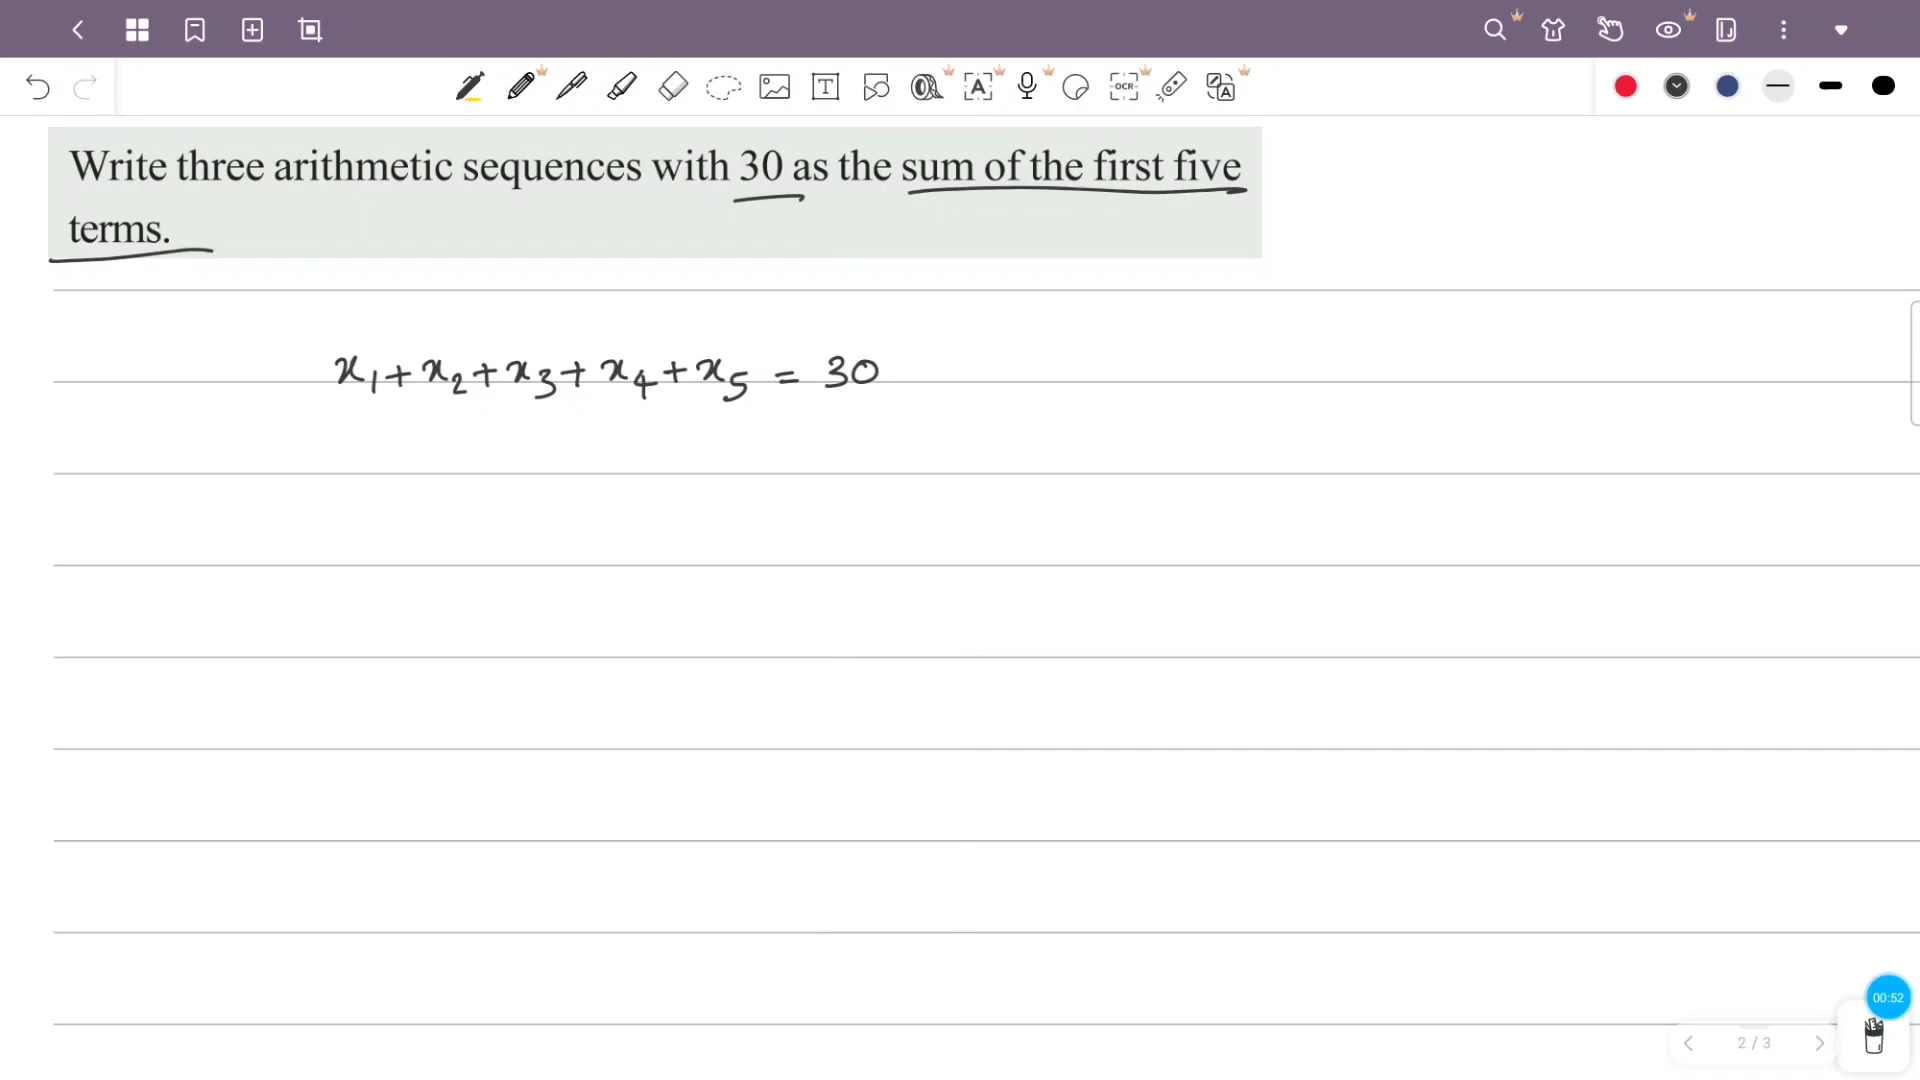 OCR
A
T
A
Write three arithmetic sequences with 30 as the sum of the first five
terms.
x₁+x₂+x₃+x₄+x₅ = 30
00:52
2 / 3